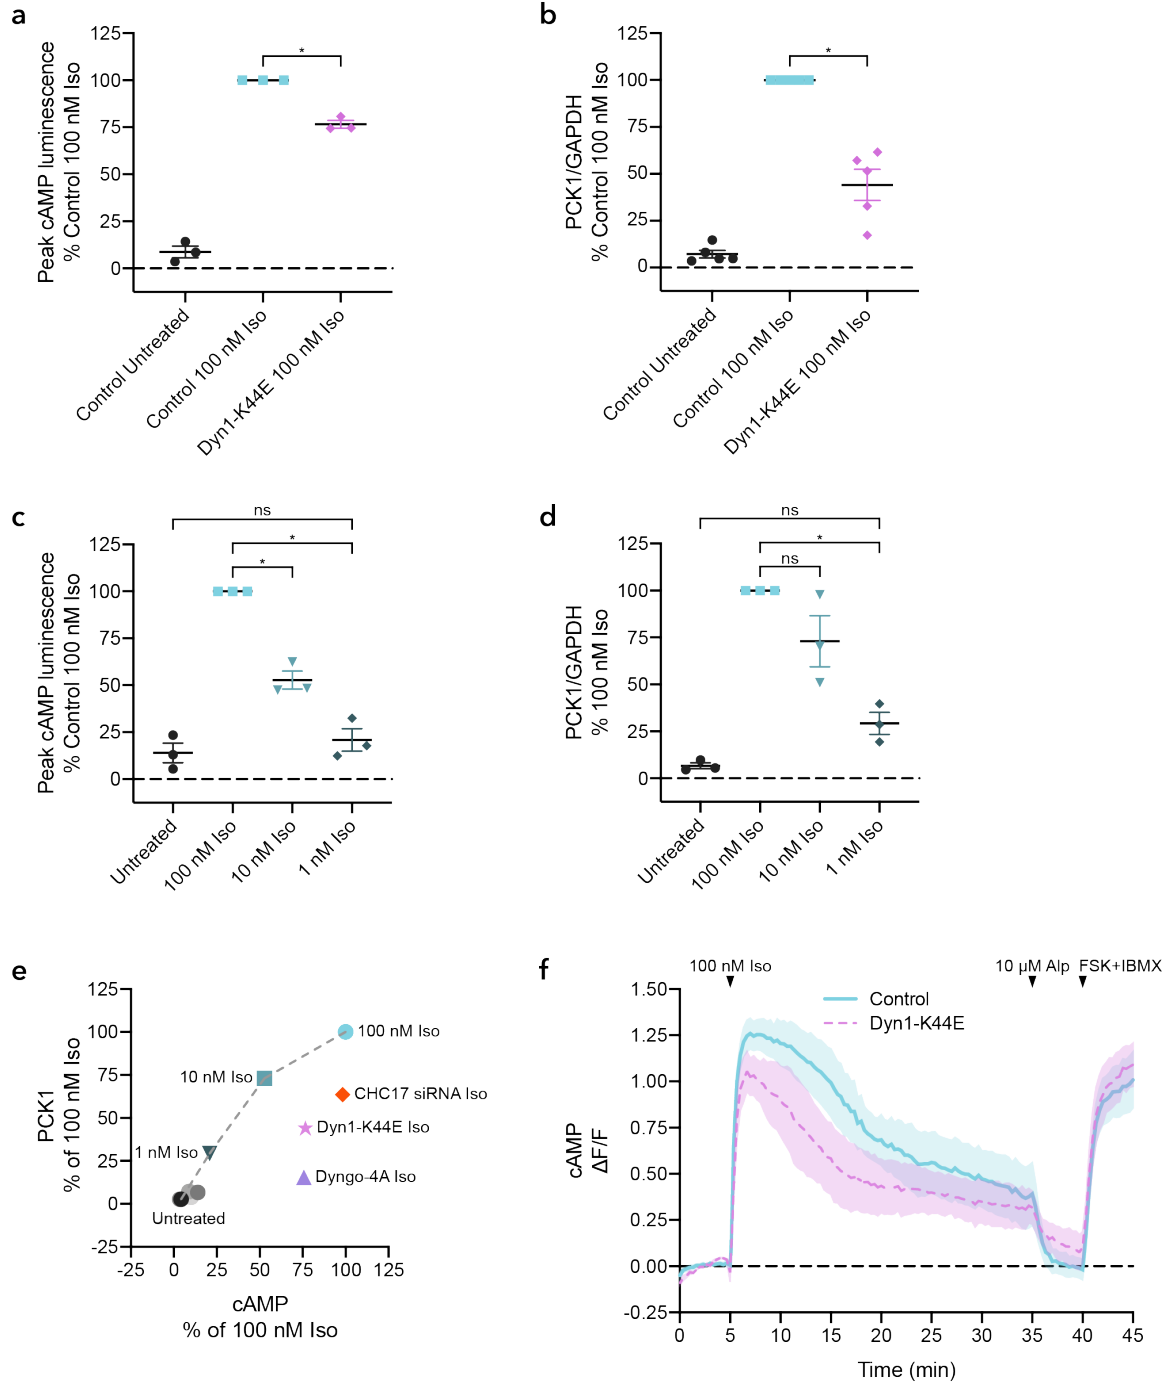 a
Peak cAMP luminescence
% Control 100 nM Iso
125
100
75
50
25
0
*
Control Untreated
Control 100 nM Iso
Dyn1-K44E 100 nM Iso
b
PCK1/GAPDH
% Control 100 nM Iso
125
100
75
50
25
0
*
Control Untreated
Control 100 nM Iso
Dyn1-K44E 100 nM Iso
c
Peak cAMP luminescence
% Control 100 nM Iso
125
100
75
50
25
0
ns
*
*
Untreated
100 nM Iso
10 nM Iso
1 nM Iso
d
PCK1/GAPDH
% 100 nM Iso
125
100
75
50
25
0
ns
*
ns
Untreated
100 nM Iso
10 nM Iso
1 nM Iso
e
PCK1
% of 100 nM Iso
125
100
75
50
25
0
-25
100 nM Iso
10 nM Iso
CHC17 siRNA Iso
Dyn1-K44E Iso
1 nM Iso
Dyngo-4A Iso
Untreated
-25 0 25 50 75 100 125
cAMP
% of 100 nM Iso
f
100 nM Iso
10 µM Alp
FSK+IBMX
Control
Dyn1-K44E
cAMP
ΔF/F
1.50
1.25
1.00
0.75
0.50
0.25
0.00
-0.25
0 5 10 15 20 25 30 35 40 45
Time (min)